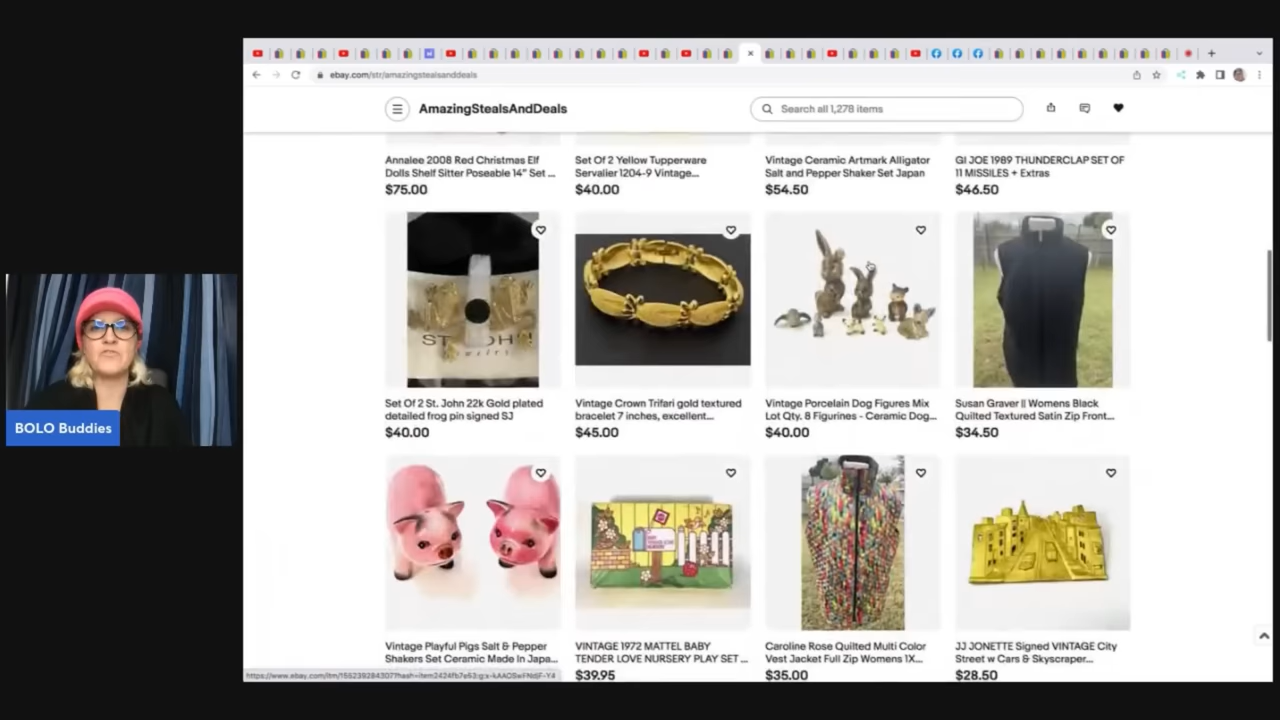 ebay.com/str/amazingstealsanddeals
AmazingStealsAndDeals
Search all 1,278 items
Annalee 2008 Red Christmas Elf
Dolls Shelf Sitter Poseable 14" Set ...
$75.00
Set Of 2 Yellow Tupperware
Servalier 1204-9 Vintage...
$40.00
Vintage Ceramic Artmark Alligator
Salt and Pepper Shaker Set Japan
$54.50
GI JOE 1989 THUNDERCLAP SET OF
11 MISSILES + Extras
$46.50
Set Of 2 St. John 22k Gold plated
detailed frog pin signed SJ
$40.00
Vintage Crown Trifari gold textured
bracelet 7 inches, excellent...
$45.00
Vintage Porcelain Dog Figures Mix
Lot Qty. 8 Figurines - Ceramic Dog...
$40.00
Susan Graver || Womens Black
Quilted Textured Satin Zip Front...
$34.50
BOLO Buddies
Vintage Playful Pigs Salt & Pepper
Shakers Set Ceramic Made In Japa...
VINTAGE 1972 MATTEL BABY
TENDER LOVE NURSERY PLAY SET ...
$39.95
Caroline Rose Quilted Multi Color
Vest Jacket Full Zip Womens 1X...
$35.00
JJ JONETTE Signed VINTAGE City
Street w Cars & Skyscraper...
$28.50